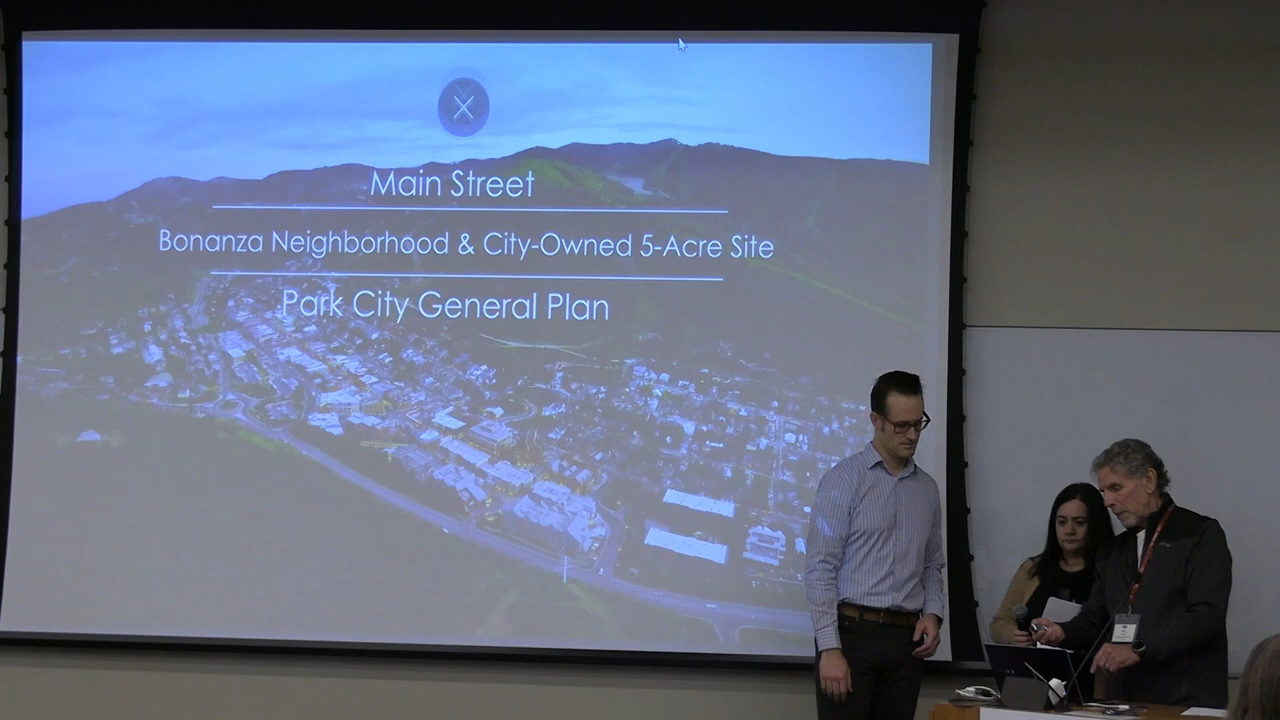 Main Street
Bonanza Neighborhood & City-Owned 5-Acre Site
Park City General Plan